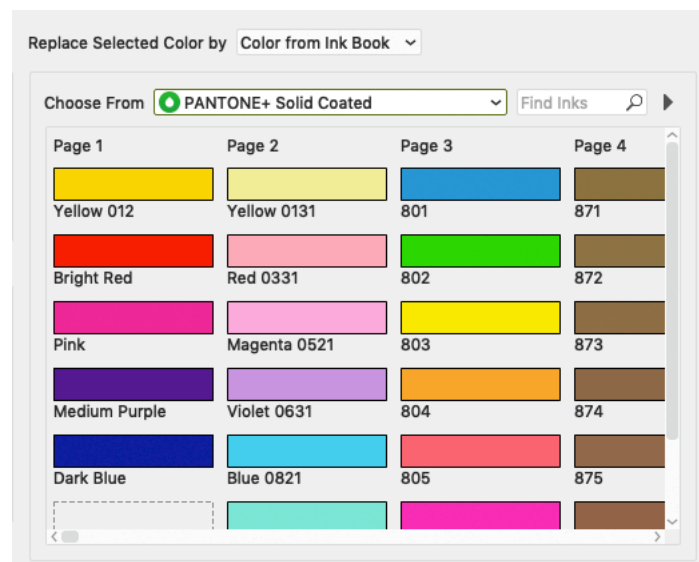 Replace Selected Color by Color from Ink Book
Choose From PANTONE+ Solid Coated Find Inks
Page 1 Page 2 Page 3 Page 4
Yellow 012 Yellow 0131 801 871
Bright Red Red 0331 802 872
Pink Magenta 0521 803 873
Medium Purple Violet 0631 804 874
Dark Blue Blue 0821 805 875